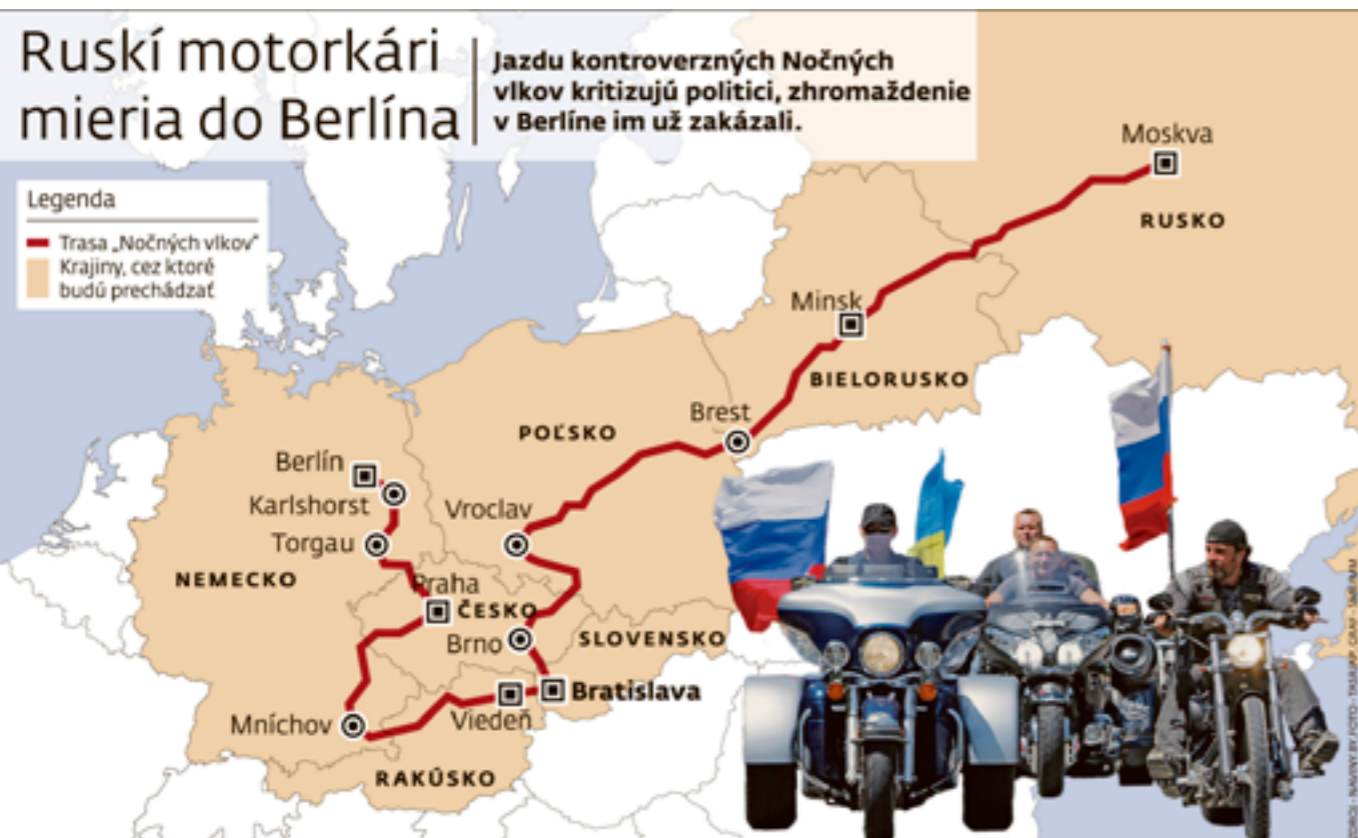 Ruskí motorkári
mieria do Berlína
Jazdu kontroverzných Nočných
vlkov kritizujú politici, zhromaždenie
v Berlíne im už zakázali.
Legenda
Trasa „Nočných vlkov“
Krajiny, cez ktoré
budú prechádzať
Moskva
RUSKO
Minsk
BIELORUSKO
Brest
POĽSKO
Berlín
Karlshorst
Vroclav
Torgau
NEMECKO
Praha
ČESKO
Brno
SLOVENSKO
Bratislava
Viedeň
Mníchov
RAKÚSKO